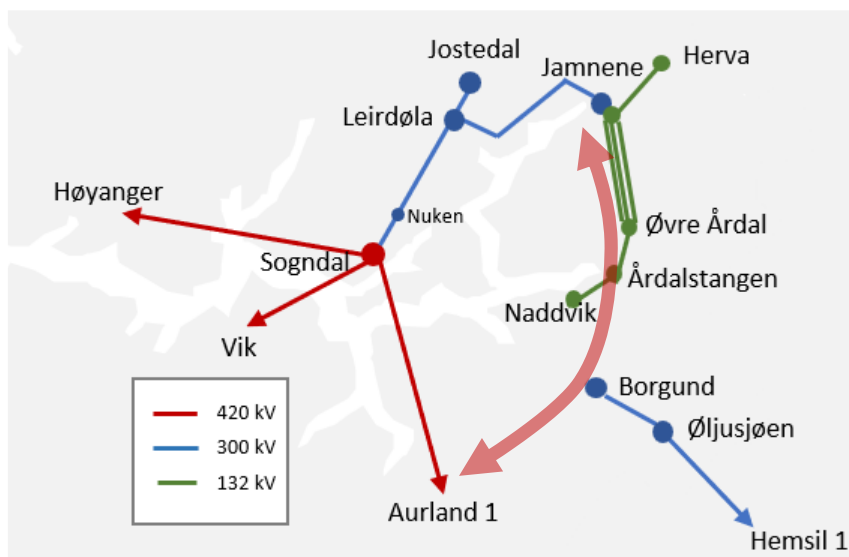 Jostedal
Jamnene
Herva
Leirdøla
Høyanger
Nuken
Øvre Årdal
Sogndal
Årdalstangen
Naddvik
Vik
Borgund
420 kV
300 kV
132 kV
Øljusjøen
Aurland 1
Hemsil 1